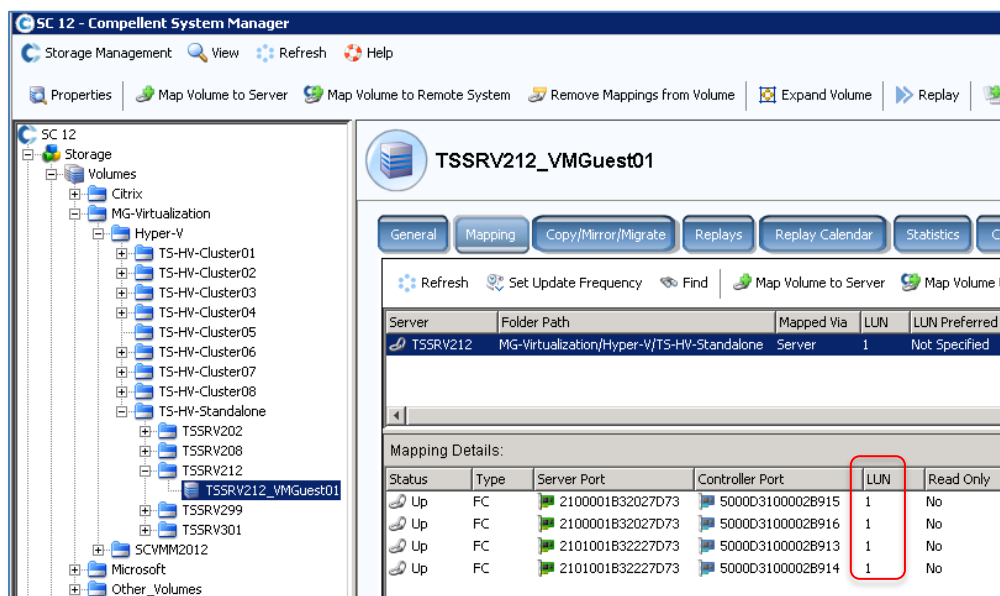 SC 12 - Compellent System Manager
Storage Management View Refresh Help
Properties Map Volume to Server Map Volume to Remote System Remove Mappings from Volume Expand Volume Replay
SC 12
Storage
Volumes
Citrix
MG-Virtualization
Hyper-V
TS-HV-Cluster01
TS-HV-Cluster02
TS-HV-Cluster03
TS-HV-Cluster04
TS-HV-Cluster05
TS-HV-Cluster06
TS-HV-Cluster07
TS-HV-Cluster08
TS-HV-Standalone
TSSRV202
TSSRV208
TSSRV212
TSSRV212_VMGuest01
TSSRV299
TSSRV301
SCVMM2012
Microsoft
Other_Volumes
TSSRV212_VMGuest01
General Mapping Copy/Mirror/Migrate Replays Replay Calendar Statistics C
Refresh Set Update Frequency Find Map Volume to Server Map Volume
Server Folder Path Mapped Via LUN LUN Preferred
TSSRV212 MG-Virtualization/Hyper-V/TS-HV-Standalone Server 1 Not Specified
Mapping Details:
Status Type Server Port Controller Port LUN Read Only
Up FC 2100001B32027D73 5000D3100002B915 1 No
Up FC 2100001B32027D73 5000D3100002B916 1 No
Up FC 2101001B32227D73 5000D3100002B913 1 No
Up FC 2101001B32227D73 5000D3100002B914 1 No